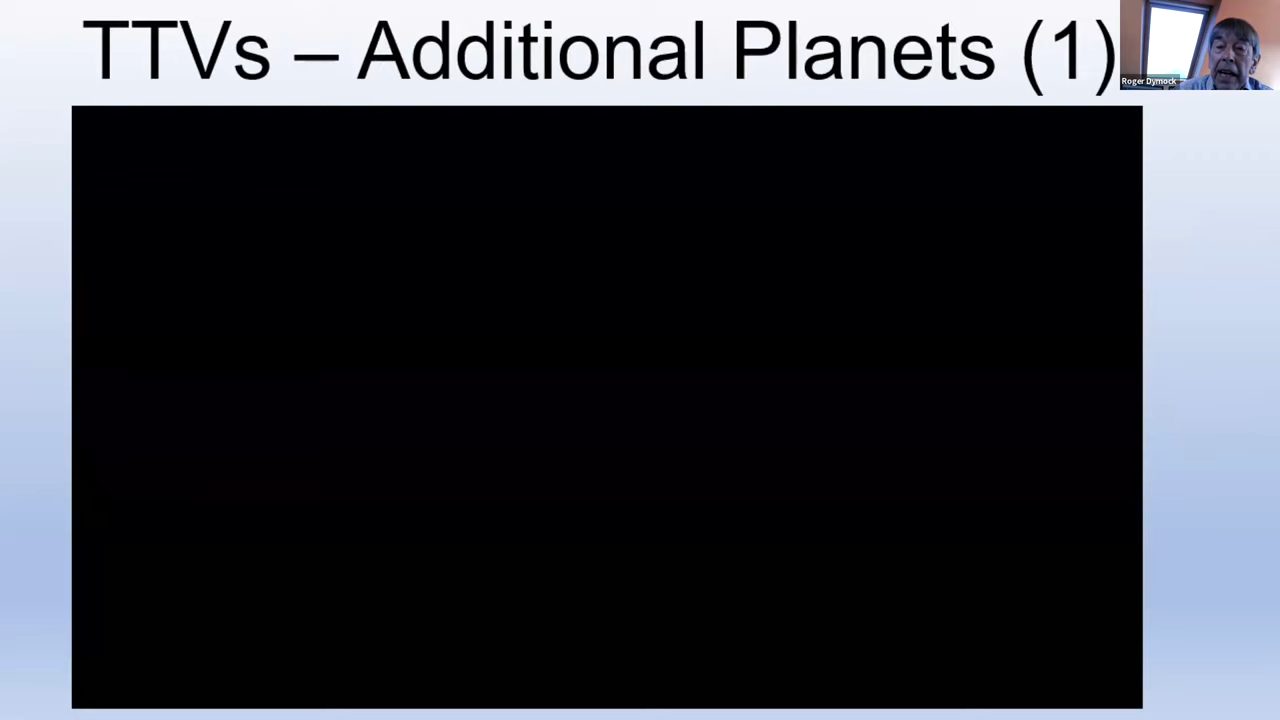 TTVs – Additional Planets (1)
Roger Dymock